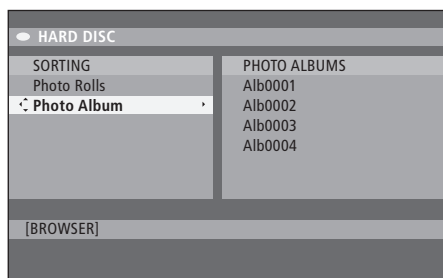 HARD DISC
SORTING
Photo Rolls
Photo Album
PHOTO ALBUMS
Alb0001
Alb0002
Alb0003
Alb0004
[BROWSER]